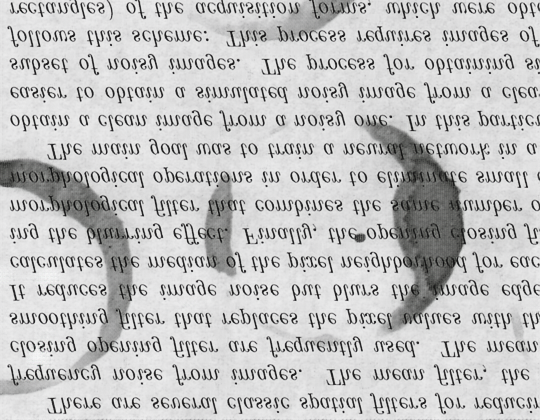 There are several classic spatial filters for reducin
frequency noise from images. The mean filter, the
closing opening filter are frequently used. The mean
smoothing filter that replaces the pixel values with th
It reduces the image noise but blurs the image edge
calculates the median of the pixel neighborhood for eac
ing the blurring effect. Finally, the opening closing fi
morphological filter that combines the same number o
morphological operations in order to eliminate small
The main goal was to train a neural network in a
obtain a clean image from a noisy one. In this particu
easier to obtain a simulated noisy image from a clea
subset of noisy images. The process for obtaining si
follows this scheme: This process requires images of
rectangles) of the acquisition forms, which were obt